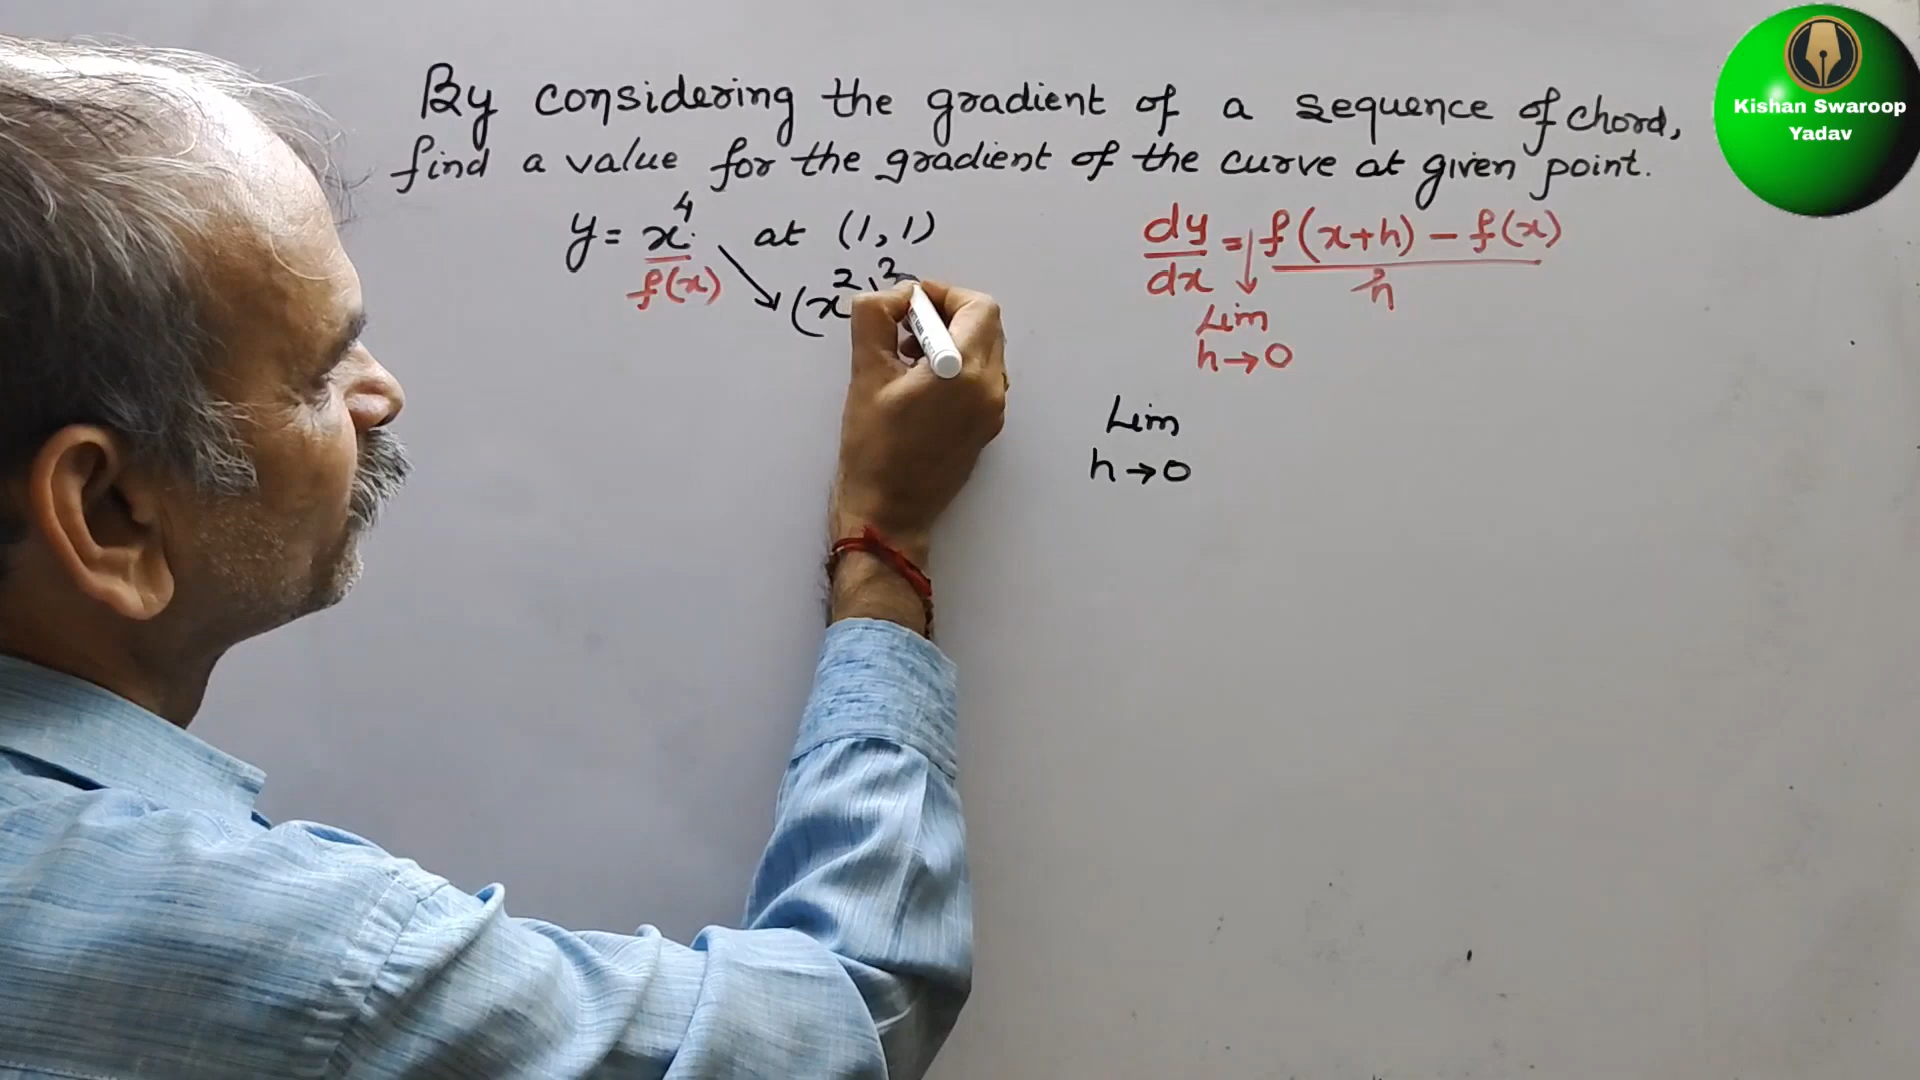 By considering the gradient of a sequence of chord,
find a value for the gradient of the curve at given point.
y = x⁴ at (1, 1)
f(x)
(x²)²
dy/dx = f(x+h) - f(x) / h
Lim
h→0
Lim
h→0
Kishan Swaroop
Yadav